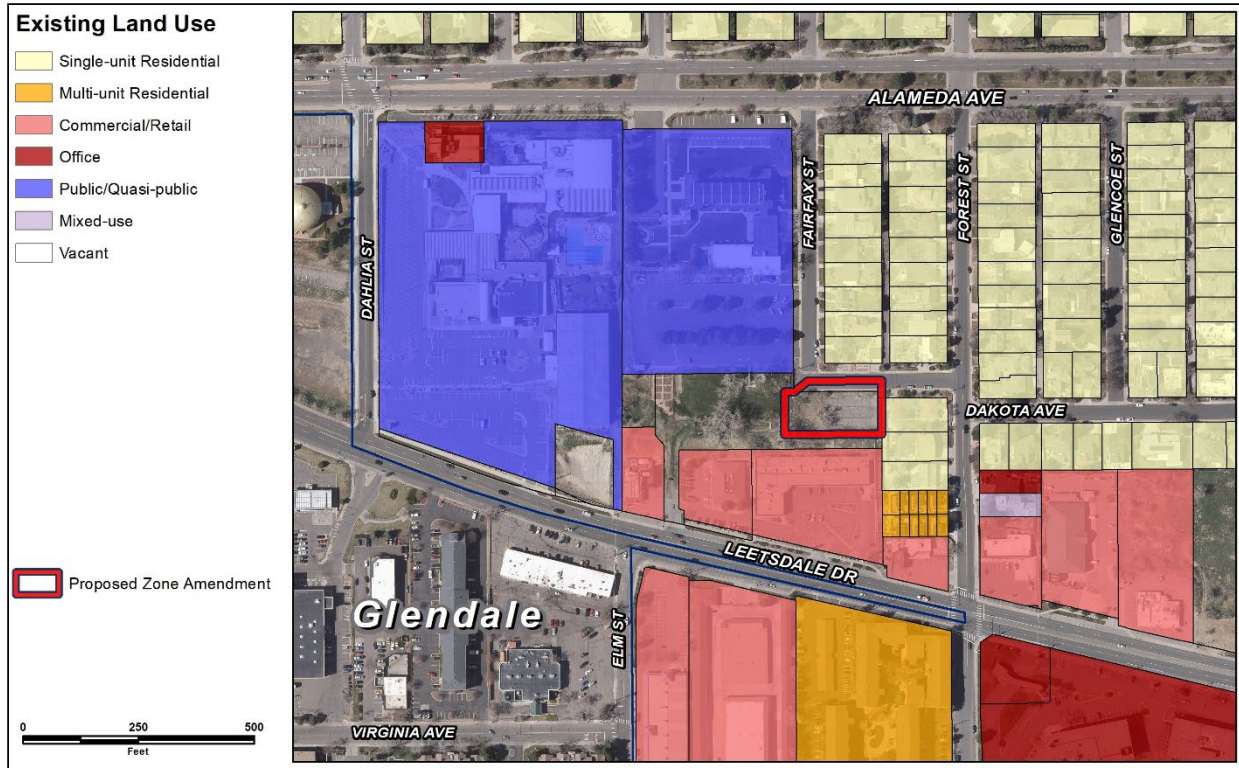 Existing Land Use
Single-unit Residential
Multi-unit Residential
Commercial/Retail
Office
Public/Quasi-public
Mixed-use
Vacant
Proposed Zone Amendment
0 250 500
Feet
ALAMEDA AVE
DAHLIA ST
FAIRFAX ST
FOREST ST
GLENCOE ST
DAKOTA AVE
LEETSDALE DR
Glendale
ELM ST
VIRGINIA AVE